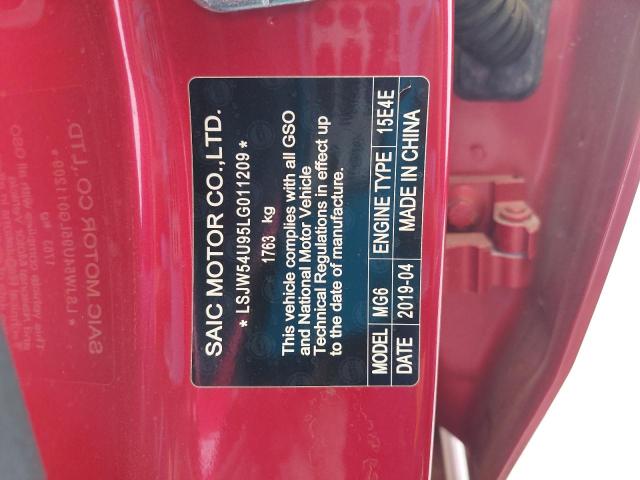 SAIC MOTOR CO.,LTD.
* LSJW54U95LG011209 *
1763 kg
This vehicle complies with all GSO
and National Motor Vehicle
Technical Regulations in effect up
to the date of manufacture.
MODEL MG6 ENGINE TYPE 15E4E
DATE 2019-04 MADE IN CHINA